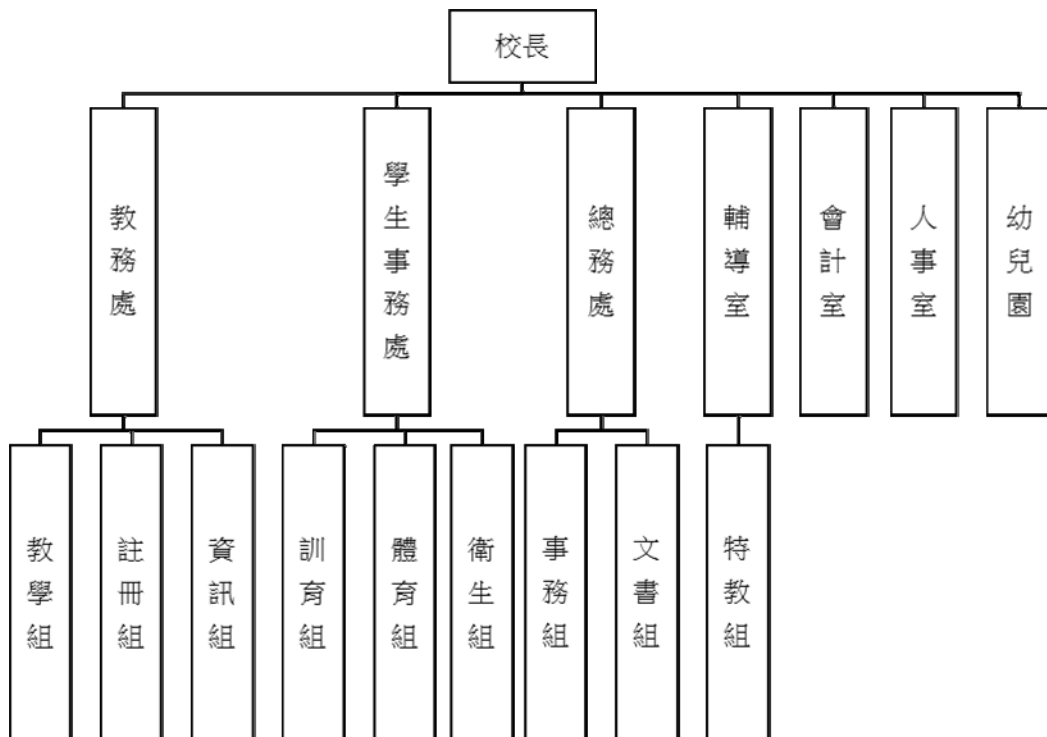 校長
教務處
學生事務處
總務處
輔導室
會計室
人事室
幼兒園
教學組
註冊組
資訊組
訓育組
體育組
衛生組
事務組
文書組
特教組